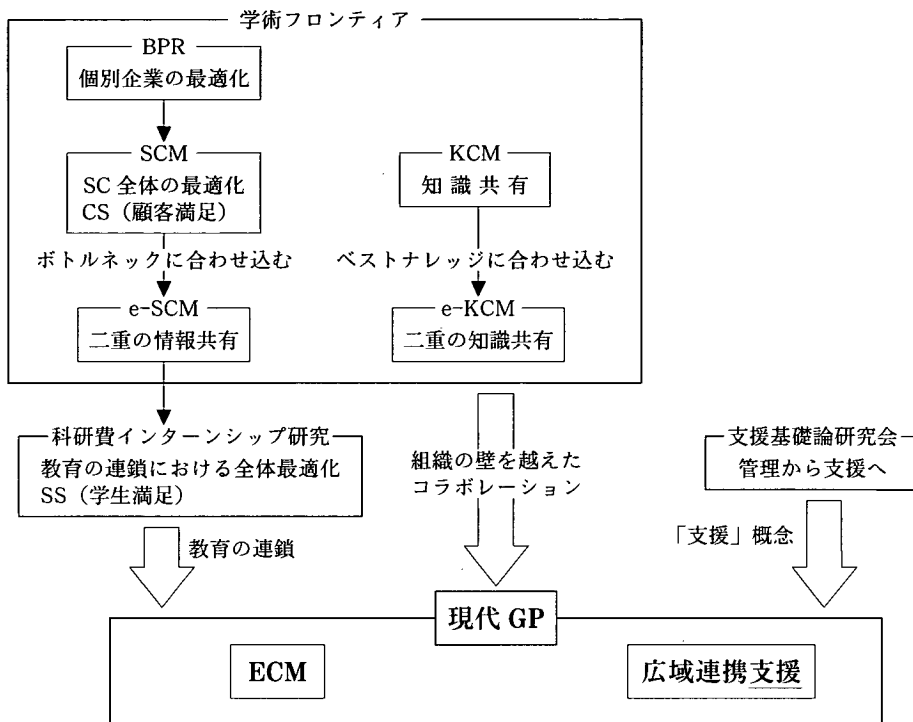 学術フロンティア
BPR
個別企業の最適化
SCM
SC全体の最適化
CS（顧客満足）
KCM
知識共有
ボトルネックに合わせ込む
ベストナレッジに合わせ込む
e-SCM
二重の情報共有
e-KCM
二重の知識共有
科研費インターンシップ研究
教育の連鎖における全体最適化
SS（学生満足）
組織の壁を越えた
コラボレーション
支援基礎論研究会
管理から支援へ
教育の連鎖
「支援」概念
現代GP
ECM
広域連携支援